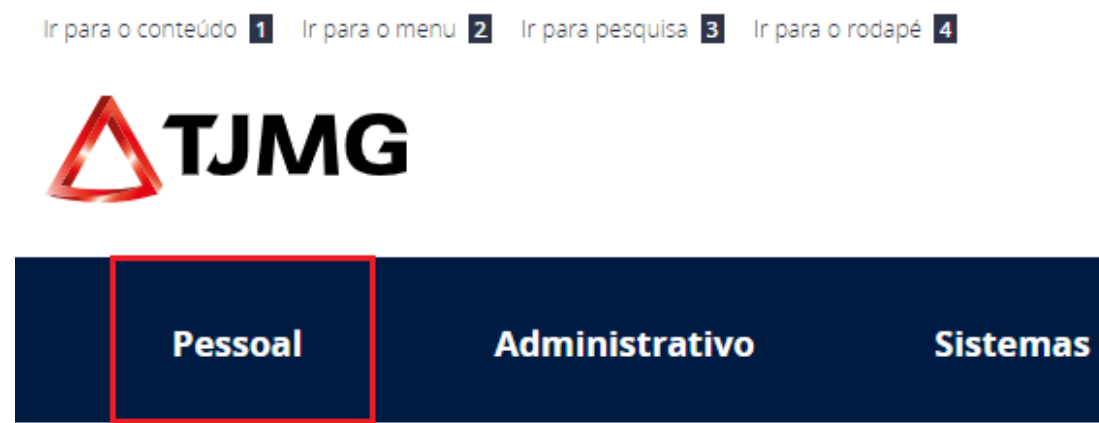 Ir para o conteúdo 1 Ir para o menu 2 Ir para pesquisa 3 Ir para o rodapé 4
TJMG
Pessoal Administrativo Sistemas